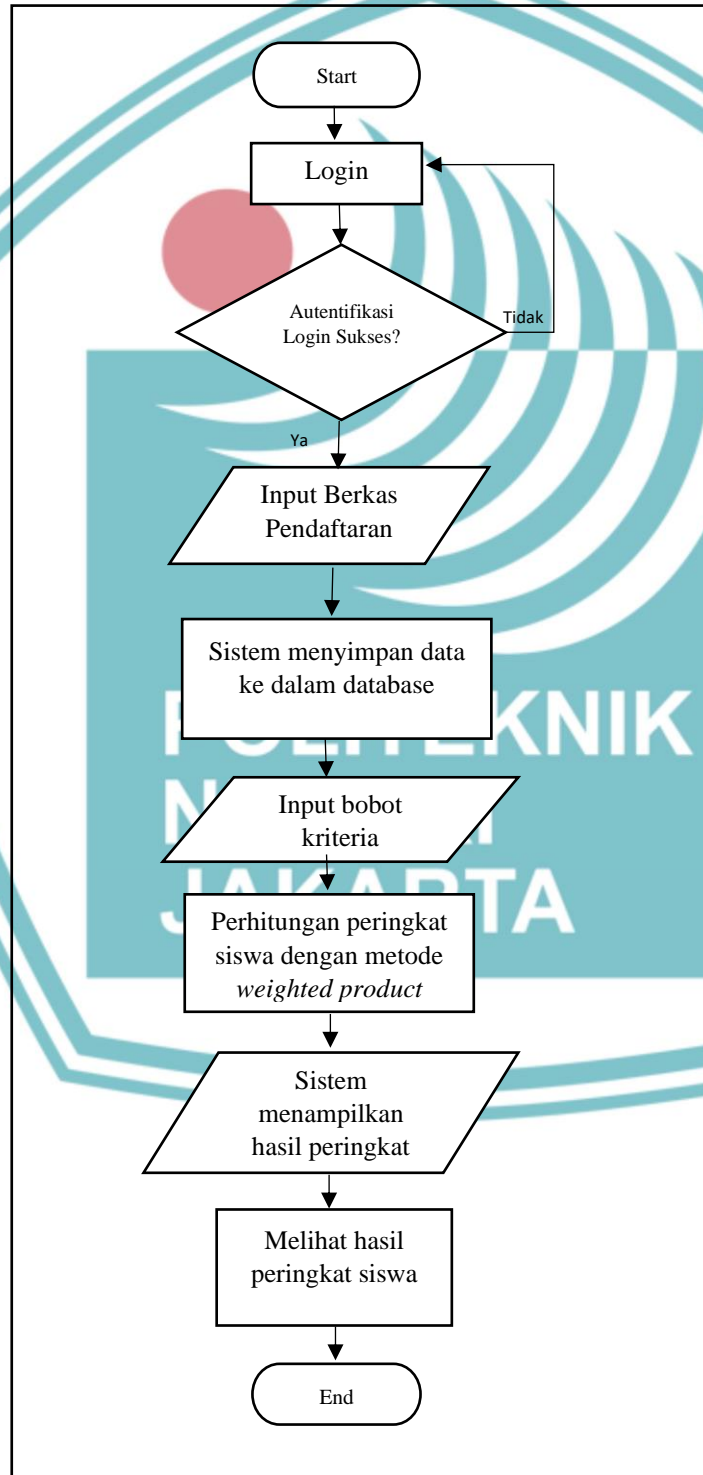 Start
Login
Autentifikasi
Login Sukses?
Tidak
Ya
Input Berkas
Pendaftaran
Sistem menyimpan data
ke dalam database
Input bobot
kriteria
Perhitungan peringkat
siswa dengan metode
weighted product
Sistem
menampilkan
hasil peringkat
Melihat hasil
peringkat siswa
End
POLITEKNIK
JAKARTA